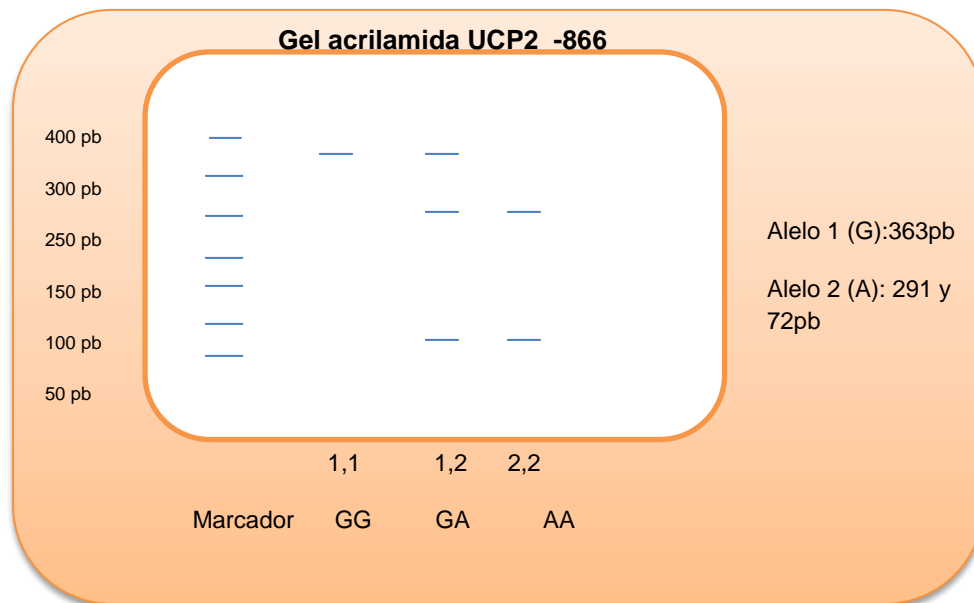 Gel acrilamida UCP2 -866
400 pb
300 pb
250 pb
150 pb
100 pb
50 pb
Alelo 1 (G):363pb
Alelo 2 (A): 291 y
72pb
1,1 1,2 2,2
Marcador GG GA AA